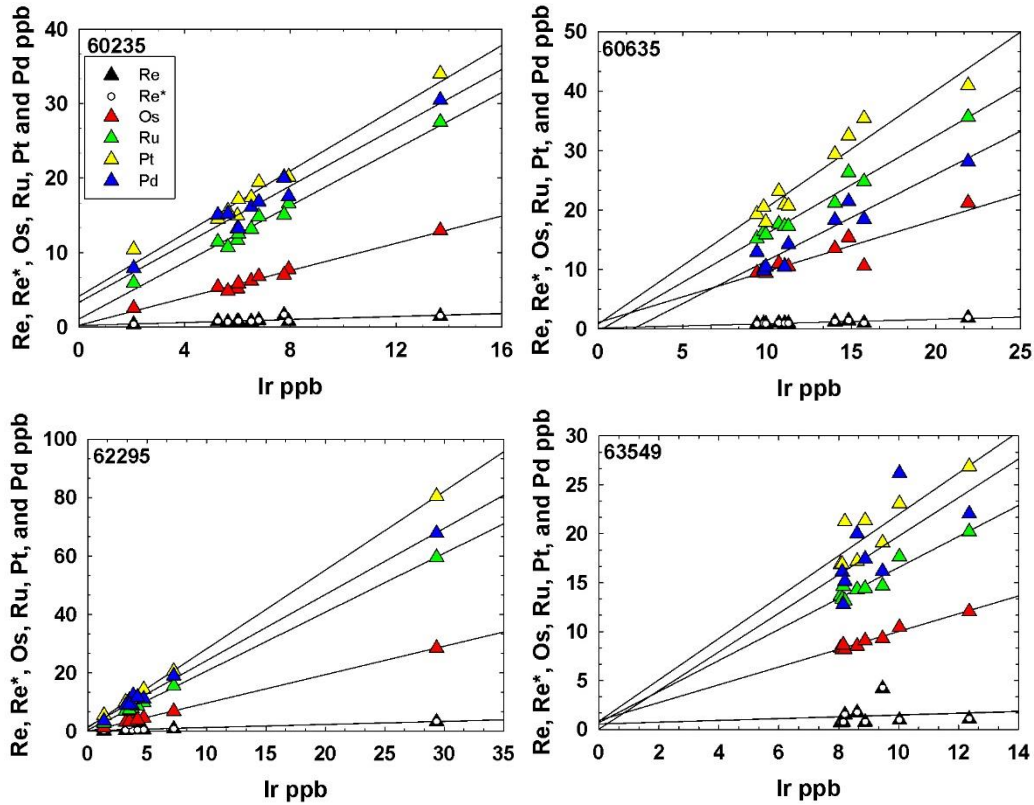 60235
Re
Re*
Os
Ru
Pt
Pd
Re, Re*, Os, Ru, Pt, and Pd ppb
40
30
20
10
0
0 4 8 12 16
Ir ppb
60635
Re, Re*, Os, Ru, Pt, and Pd ppb
50
40
30
20
10
0
0 5 10 15 20 25
Ir ppb
62295
Re, Re*, Os, Ru, Pt, and Pd ppb
100
80
60
40
20
0
0 5 10 15 20 25 30 35
Ir ppb
63549
Re, Re*, Os, Ru, Pt, and Pd ppb
30
25
20
15
10
5
0
0 2 4 6 8 10 12 14
Ir ppb